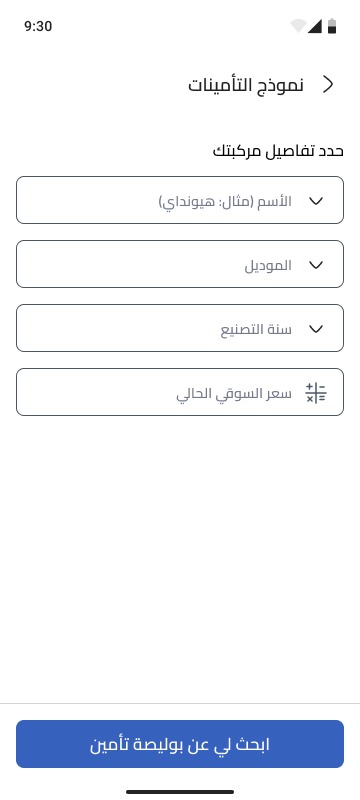 9:30
نموذج التأمينات
حدد تفاصيل مركبتك
الأسم (مثال: هيونداي)
الموديل
سنة التصنيع
سعر السوقي الحالي
ابحث لي عن بوليصة تأمين